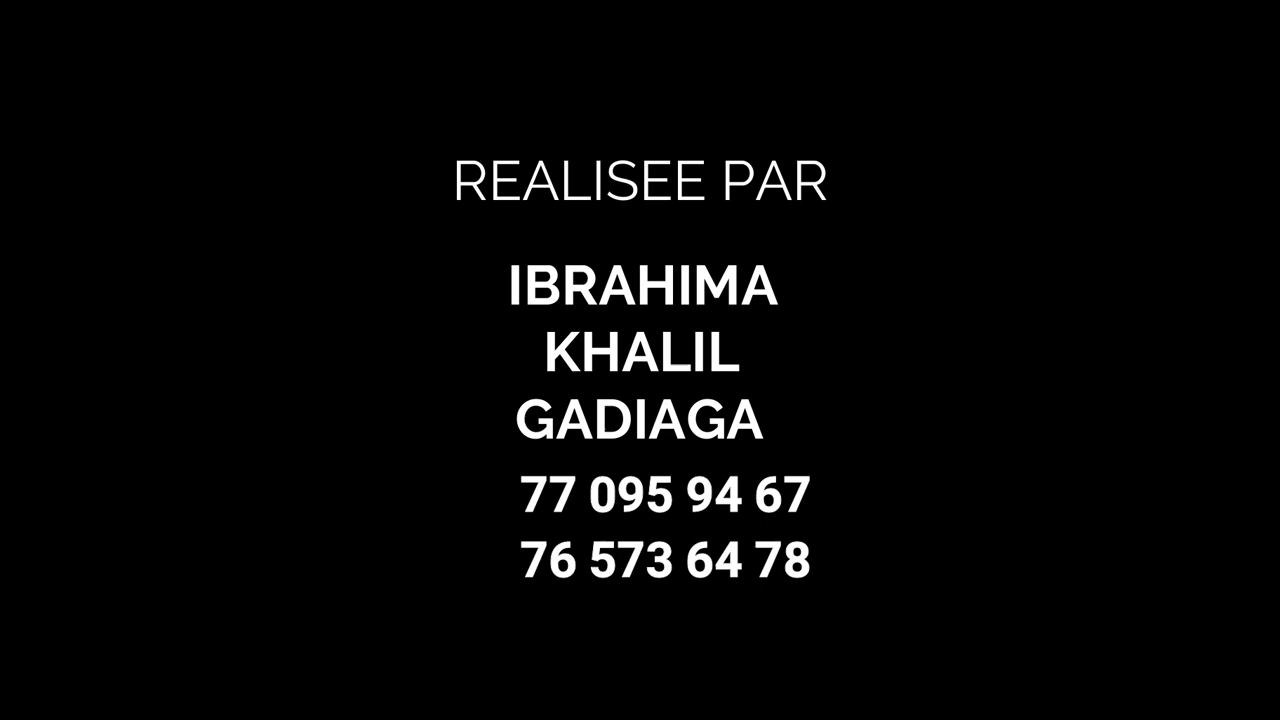 REALISEE PAR
IBRAHIMA
KHALIL
GADIAGA
77 095 94 67
76 573 64 78